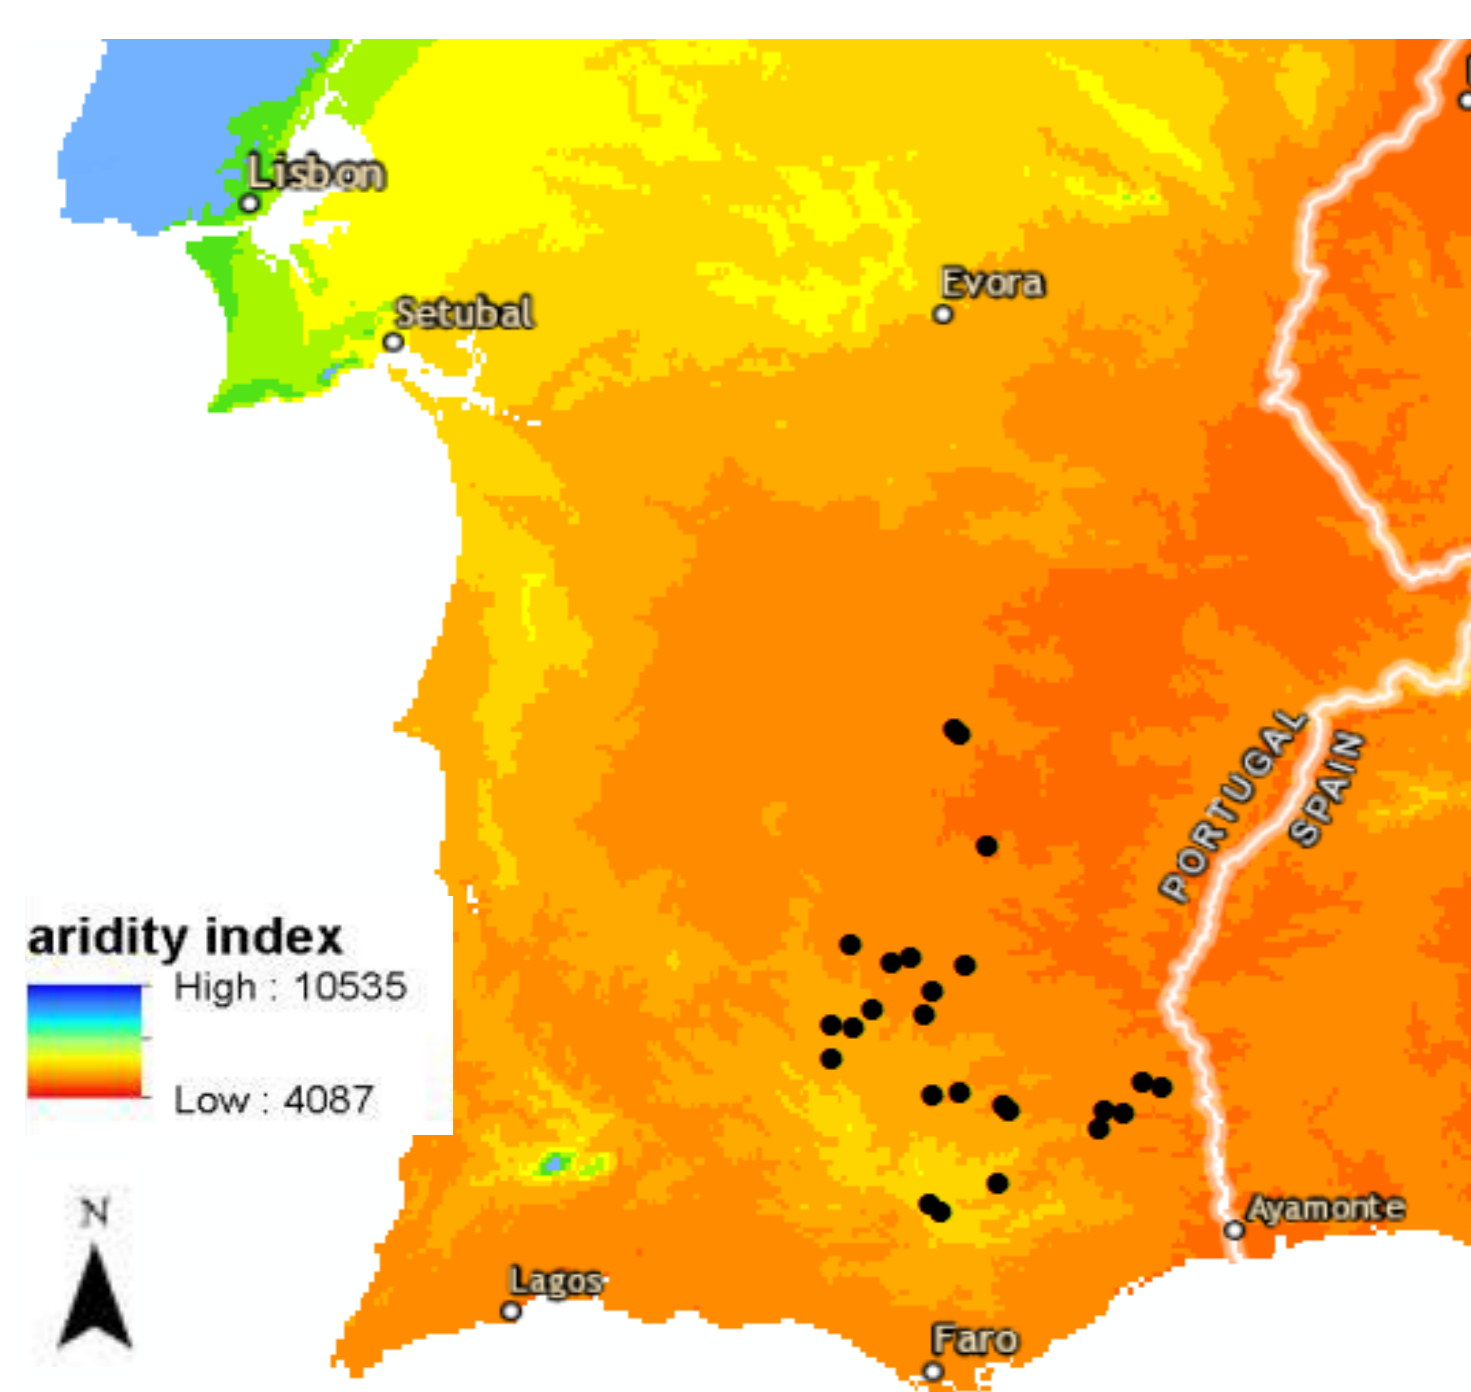 Lisbon
Evora
Setubal
PORTUGAL
SPAIN
aridity index
High : 10535
Low : 4087
N
Ayamonte
Lagos
Faro